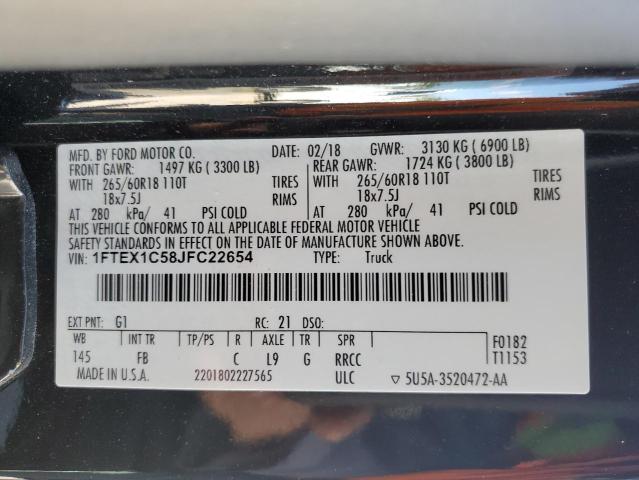 MFD. BY FORD MOTOR CO.
DATE: 02/18 GVWR: 3130 KG (6900 LB)
FRONT GAWR: 1497 KG (3300 LB) REAR GAWR: 1724 KG (3800 LB)
WITH 265/60R18 110T TIRES WITH 265/60R18 110T TIRES
18x7.5J RIMS 18x7.5J RIMS
AT 280 kPa/ 41 PSI COLD AT 280 kPa/ 41 PSI COLD
THIS VEHICLE CONFORMS TO ALL APPLICABLE FEDERAL MOTOR VEHICLE
SAFETY STANDARDS IN EFFECT ON THE DATE OF MANUFACTURE SHOWN ABOVE.
VIN: 1FTEX1C58JFC22654 TYPE: Truck
EXT PNT: G1 RC: 21 DSO:
WB INT TR TP/PS R AXLE TR SPR
145 FB C L9 G RRCC
F0182
T1153
MADE IN U.S.A. 2201802227565 ULC ▽ 5U5A-3520472-AA